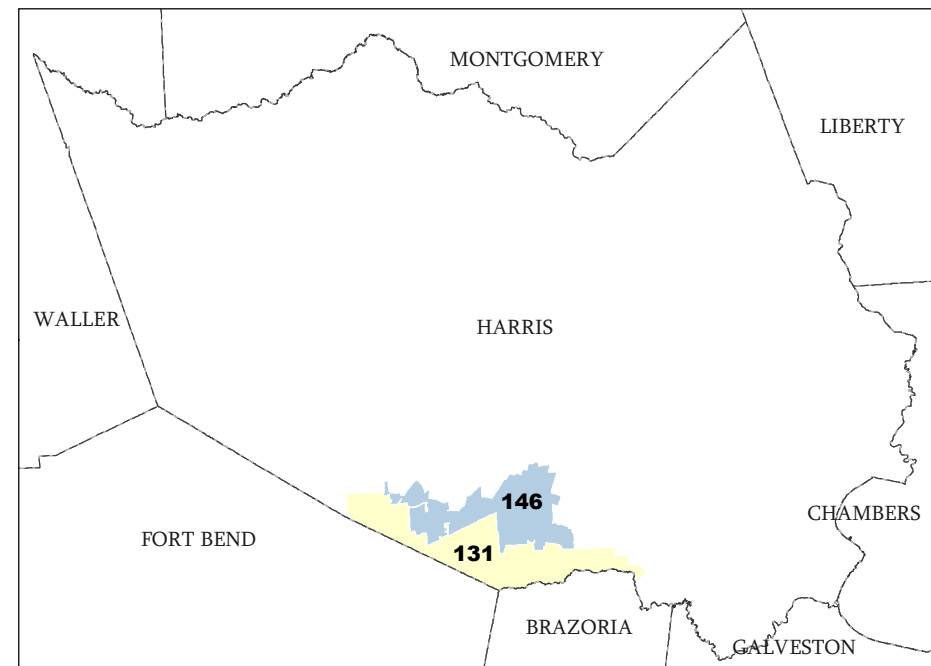 MONTGOMERY
LIBERTY
WALLER
HARRIS
146
CHAMBERS
FORT BEND
131
BRAZORIA
GALVESTON